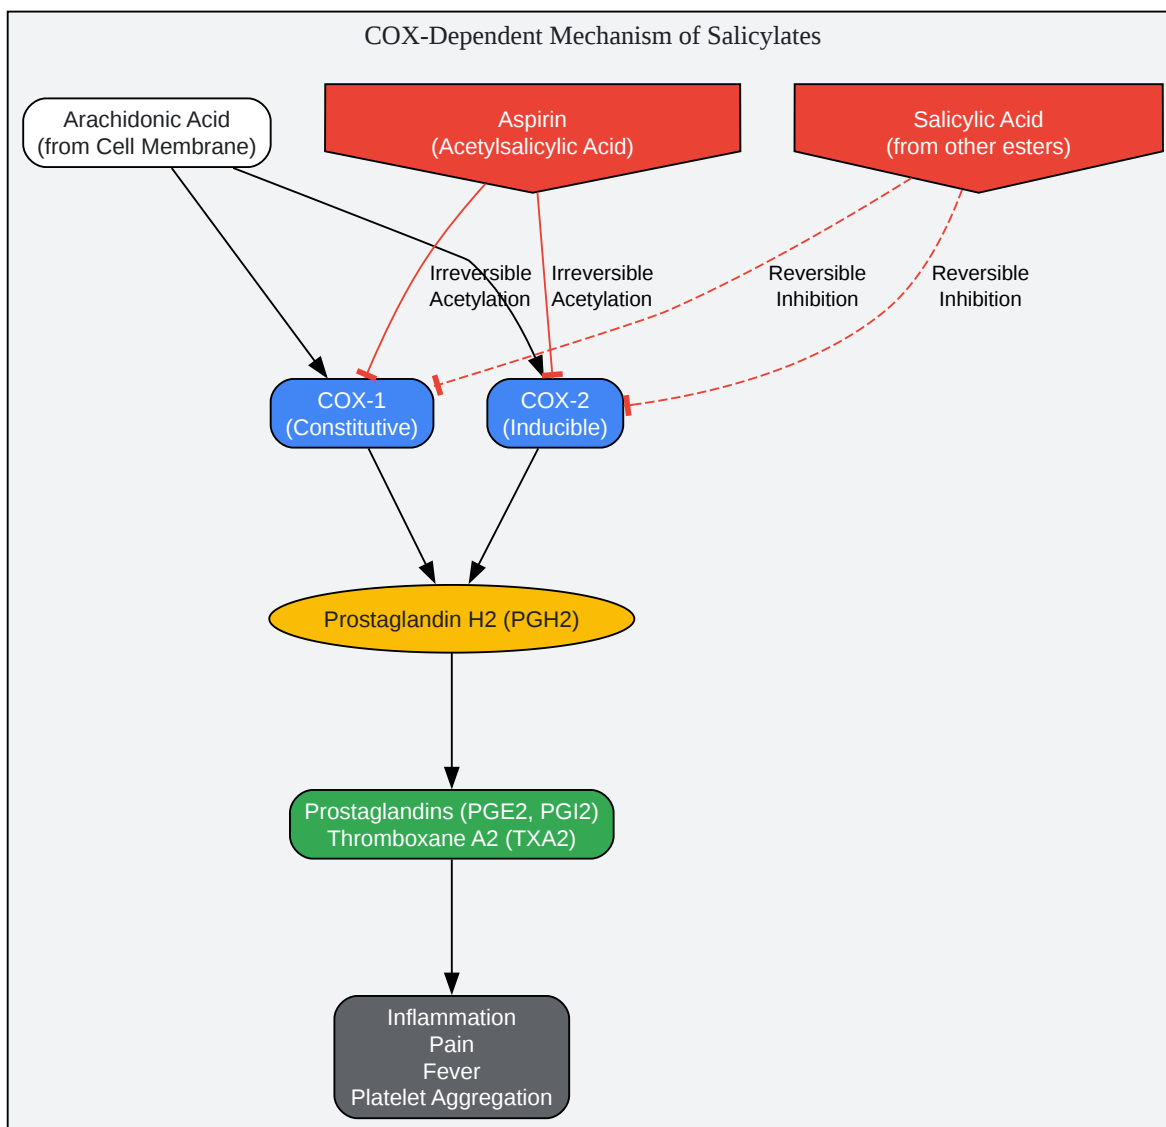 COX-Dependent Mechanism of Salicylates
Arachidonic Acid
(from Cell Membrane)
Aspirin
(Acetylsalicylic Acid)
Salicylic Acid
(from other esters)
Irreversible
Acetylation
Irreversible
Acetylation
Reversible
Inhibition
Reversible
Inhibition
COX-1
(Constitutive)
COX-2
(Inducible)
Prostaglandin H2 (PGH2)
Prostaglandins (PGE2, PGI2)
Thromboxane A2 (TXA2)
Inflammation
Pain
Fever
Platelet Aggregation